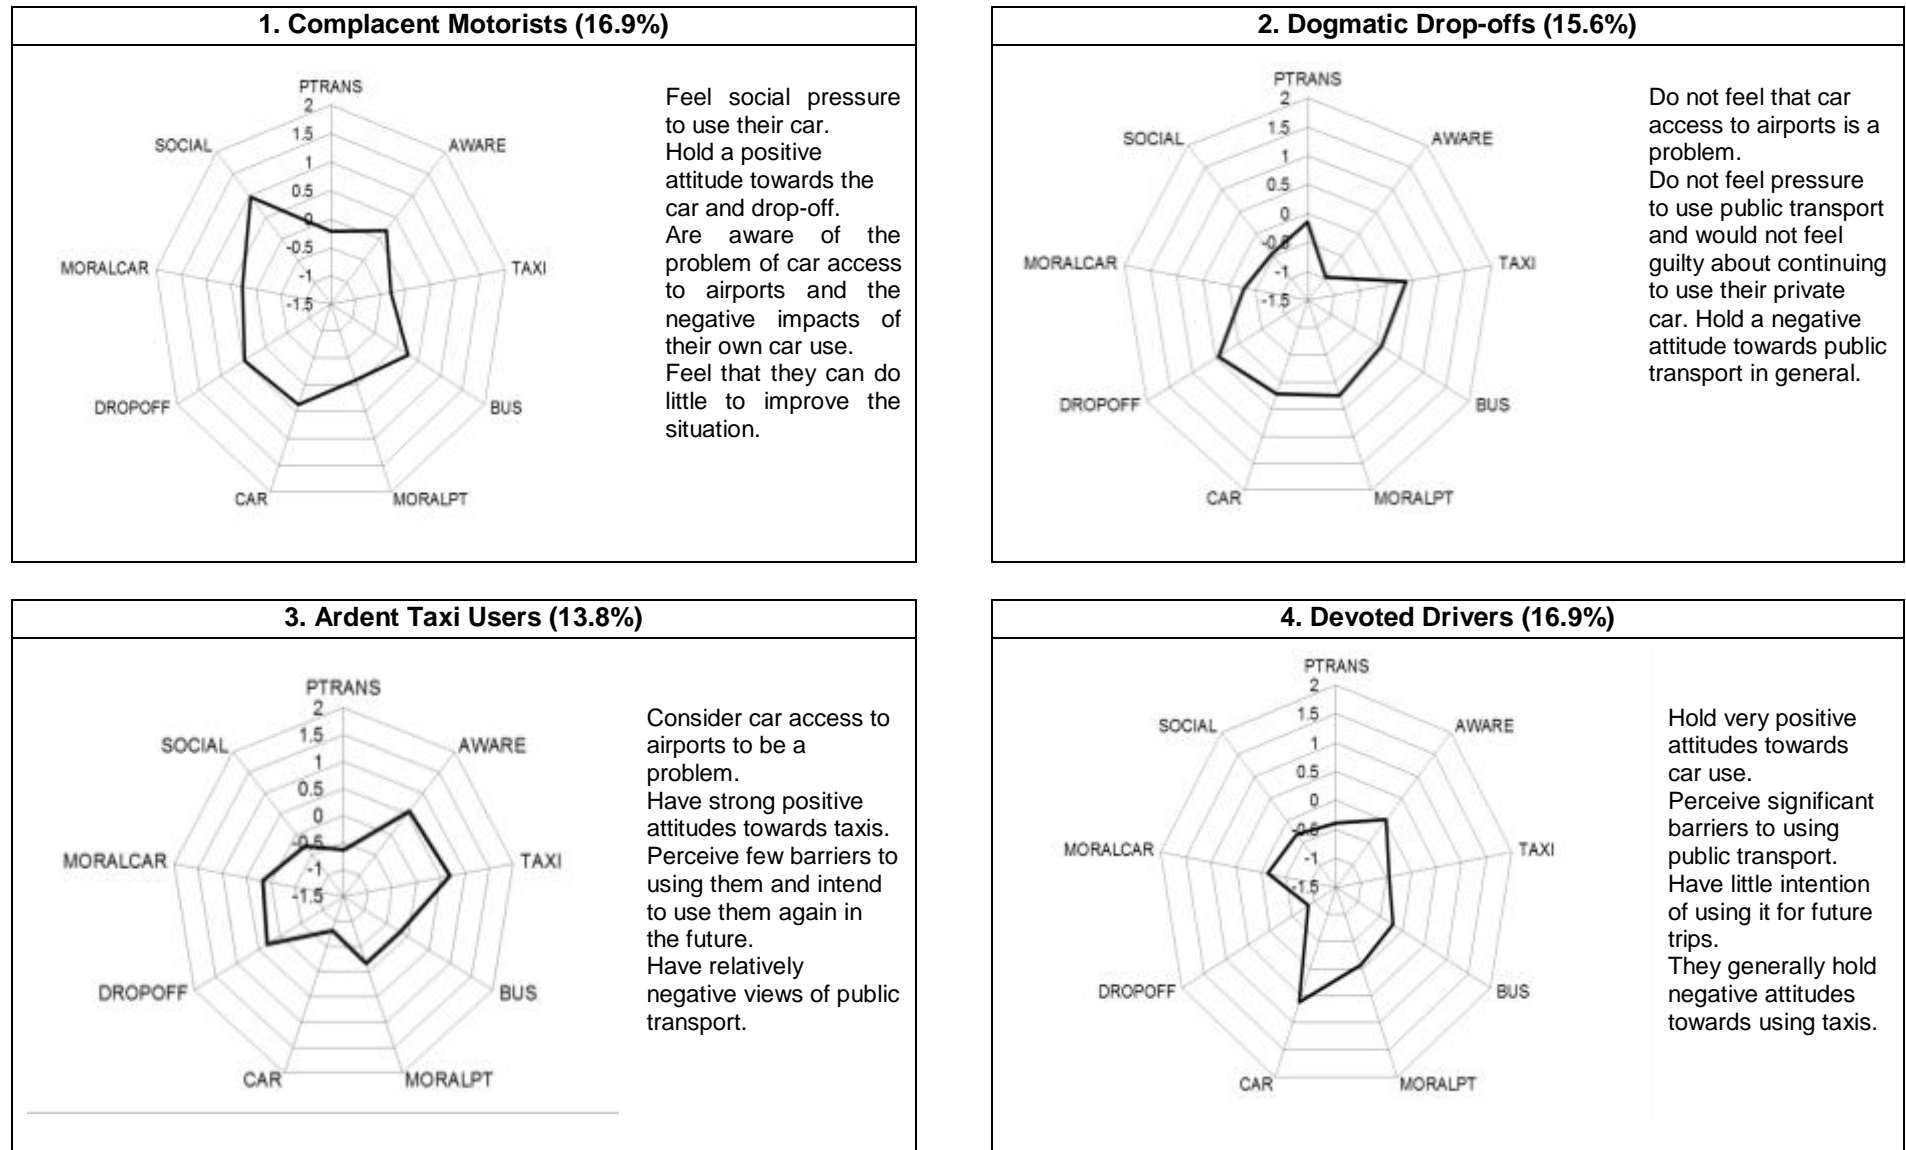 1. Complacent Motorists (16.9%)
PTRANS
2
1.5
1
0.5
0
-0.5
-1
-1.5
AWARE
TAXI
BUS
MORALPT
CAR
DROPOFF
MORALCAR
SOCIAL
Feel social pressure
to use their car.
Hold a positive
attitude towards the
car and drop-off.
Are aware of the
problem of car access
to airports and the
negative impacts of
their own car use.
Feel that they can do
little to improve the
situation.
2. Dogmatic Drop-offs (15.6%)
PTRANS
2
1.5
1
0.5
0
-0.5
-1
-1.5
AWARE
TAXI
BUS
MORALPT
CAR
DROPOFF
MORALCAR
SOCIAL
Do not feel that car
access to airports is a
problem.
Do not feel pressure
to use public transport
and would not feel
guilty about continuing
to use their private
car. Hold a negative
attitude towards public
transport in general.
3. Ardent Taxi Users (13.8%)
PTRANS
2
1.5
1
0.5
0
-0.5
-1
-1.5
AWARE
TAXI
BUS
MORALPT
CAR
DROPOFF
MORALCAR
SOCIAL
Consider car access to
airports to be a
problem.
Have strong positive
attitudes towards taxis.
Perceive few barriers to
using them and intend
to use them again in
the future.
Have relatively
negative views of public
transport.
4. Devoted Drivers (16.9%)
PTRANS
2
1.5
1
0.5
0
-0.5
-1
-1.5
AWARE
TAXI
BUS
MORALPT
CAR
DROPOFF
MORALCAR
SOCIAL
Hold very positive
attitudes towards
car use.
Perceive significant
barriers to using
public transport.
Have little intention
of using it for future
trips.
They generally hold
negative attitudes
towards using taxis.